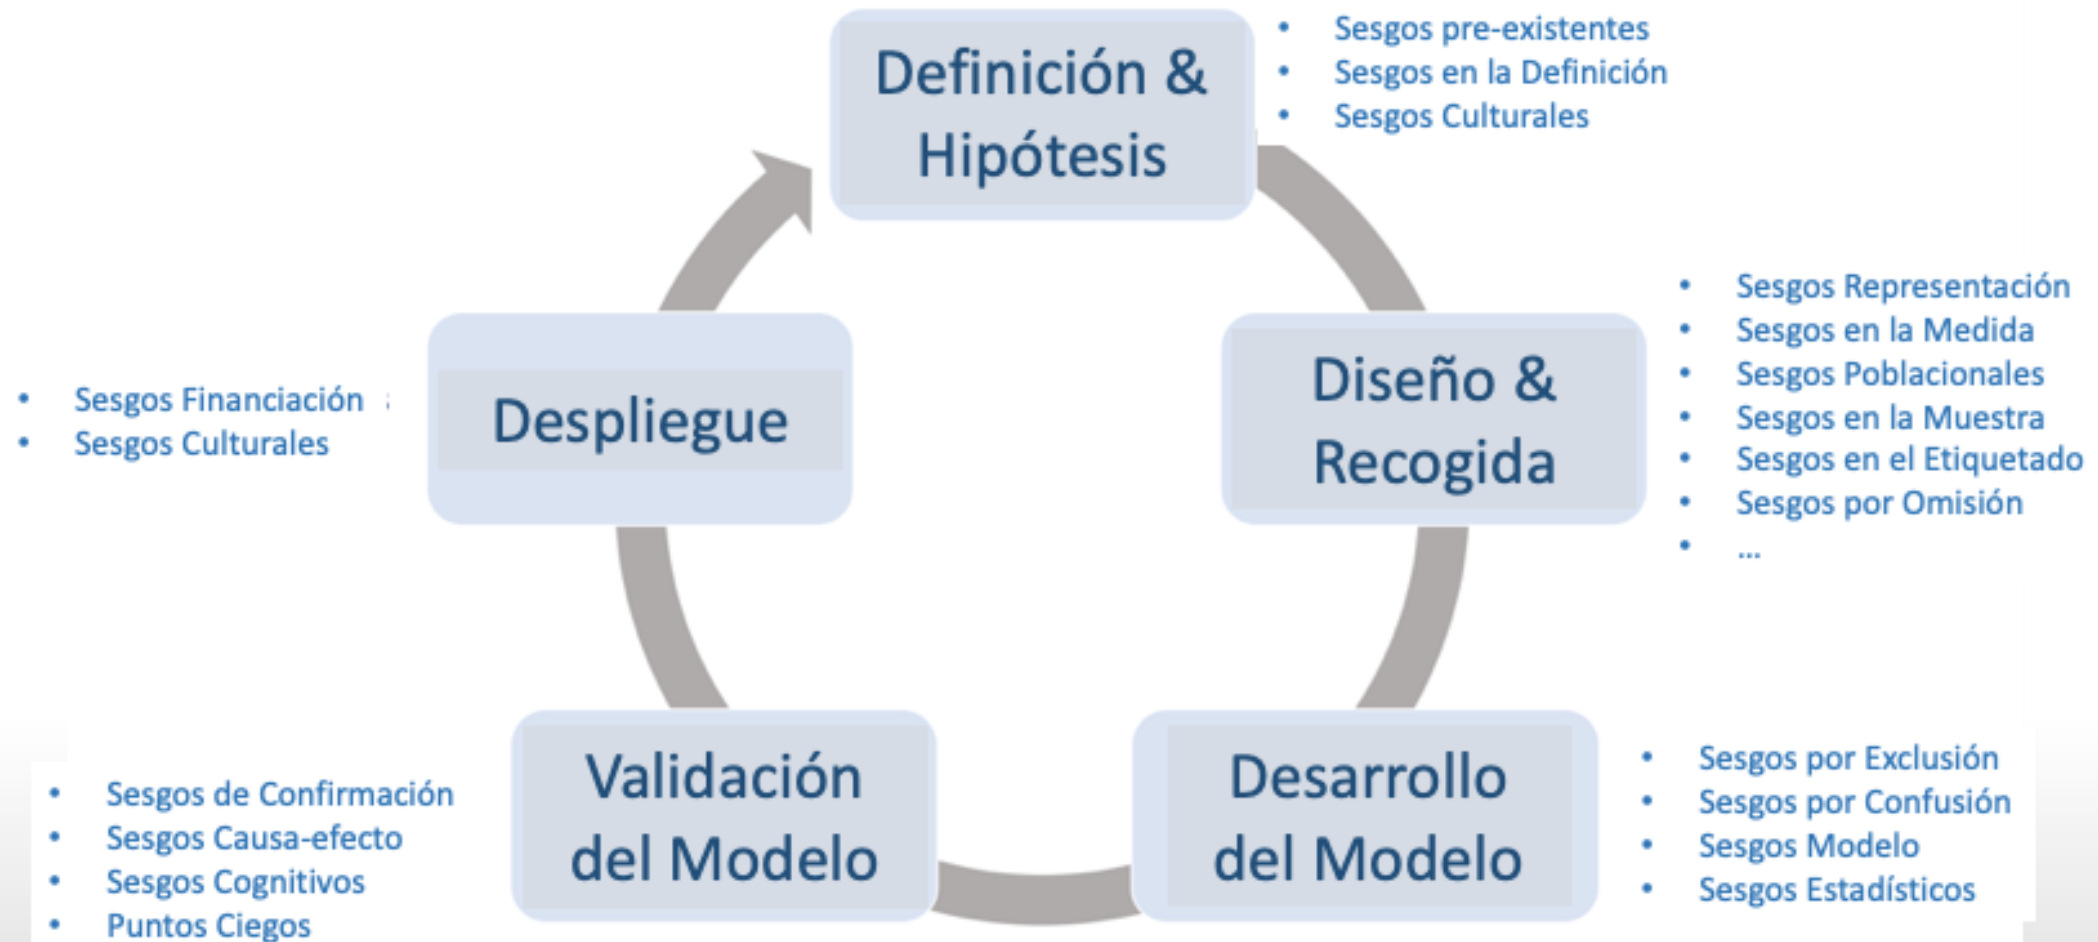 Definición &
Hipótesis
• Sesgos pre-existentes
• Sesgos en la Definición
• Sesgos Culturales
Diseño &
Recogida
• Sesgos Representación
• Sesgos en la Medida
• Sesgos Poblacionales
• Sesgos en la Muestra
• Sesgos en el Etiquetado
• Sesgos por Omisión
• ...
Desarrollo
del Modelo
• Sesgos por Exclusión
• Sesgos por Confusión
• Sesgos Modelo
• Sesgos Estadísticos
Validación
del Modelo
• Sesgos de Confirmación
• Sesgos Causa-efecto
• Sesgos Cognitivos
• Puntos Ciegos
Despliegue
• Sesgos Financiación
• Sesgos Culturales